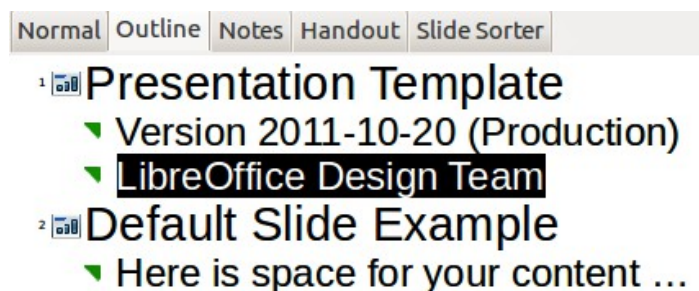 Normal Outline Notes Handout Slide Sorter
1 Presentation Template
Version 2011-10-20 (Production)
LibreOffice Design Team
2 Default Slide Example
Here is space for your content ...